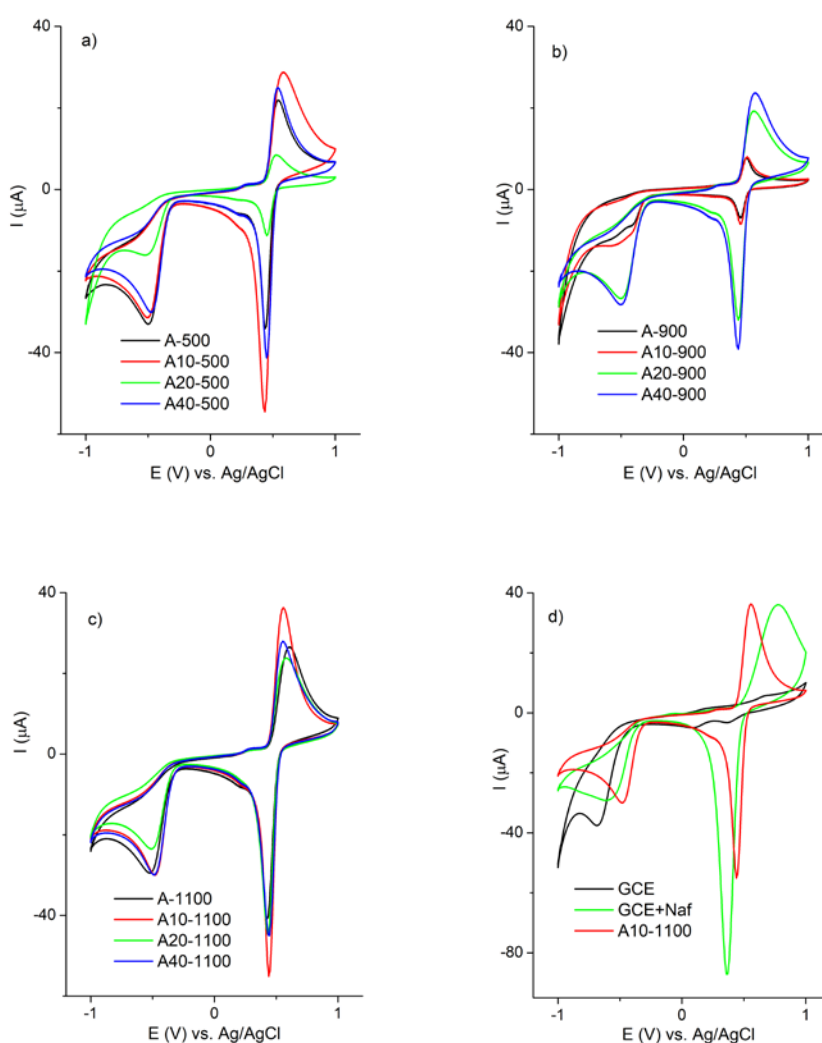 a)
40
0
-40
I (µA)
A-500
A10-500
A20-500
A40-500
-1
0
1
E (V) vs. Ag/AgCl
b)
40
0
-40
I (µA)
A-900
A10-900
A20-900
A40-900
-1
0
1
E (V) vs. Ag/AgCl
c)
40
0
-40
I (µA)
A-1100
A10-1100
A20-1100
A40-1100
-1
0
1
E (V) vs. Ag/AgCl
d)
40
0
-40
-80
I (µA)
GCE
GCE+Naf
A10-1100
-1
0
1
E (V) vs. Ag/AgCl